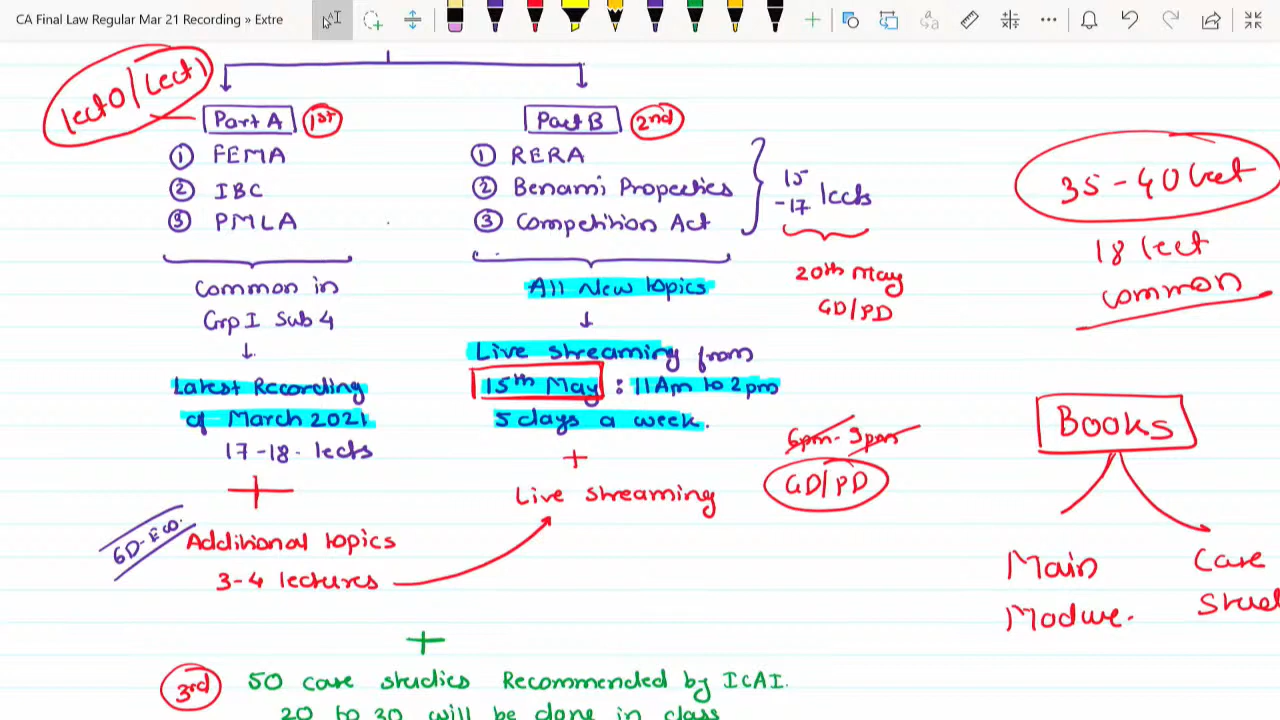 CA Final Law Regular Mar 21 Recording » Extre
Lect 0/Lect 1
Part A 1st
① FEMA
② IBC
③ PMLA
Common in
Grp I Sub 4
Latest Recording
of March 2021
17-18. lects
+
6D-Eco.
Additional topics
3-4 lectures
Part B 2nd
① RERA
② Benami Properties
③ Competition Act
15
-17 lects
20th May
GD/PD
All New topics
Live streaming from
15th May : 11Am to 2pm
5 days a week.
+
Live streaming
6pm - 9pm
GD/PD
35-40 lect
18 lect
common
Books
Main
Module.
Case
Stud
+
3rd 50 case studies Recommended by ICAI.
20 to 30 will be done in class